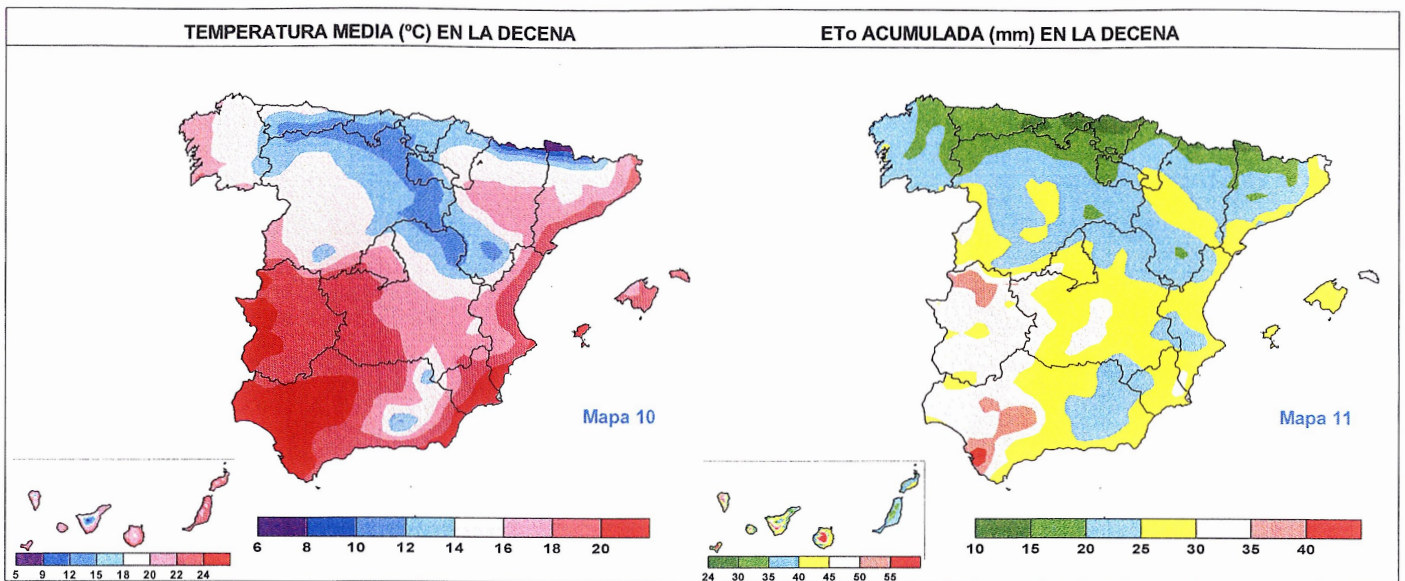 TEMPERATURA MEDIA (ºC) EN LA DECENA
ETo ACUMULADA (mm) EN LA DECENA
Mapa 10
Mapa 11
6 8 10 12 14 16 18 20
5 9 12 15 18 20 22 24
10 15 20 25 30 35 40
24 30 35 40 45 50 55